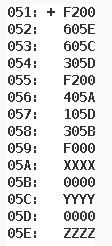 051: + F200
052: 605E
053: 605C
054: 305D
055: F200
056: 405A
057: 105D
058: 305B
059: F000
05A: XXXX
05B: 0000
05C: YYYY
05D: 0000
05E: ZZZZ